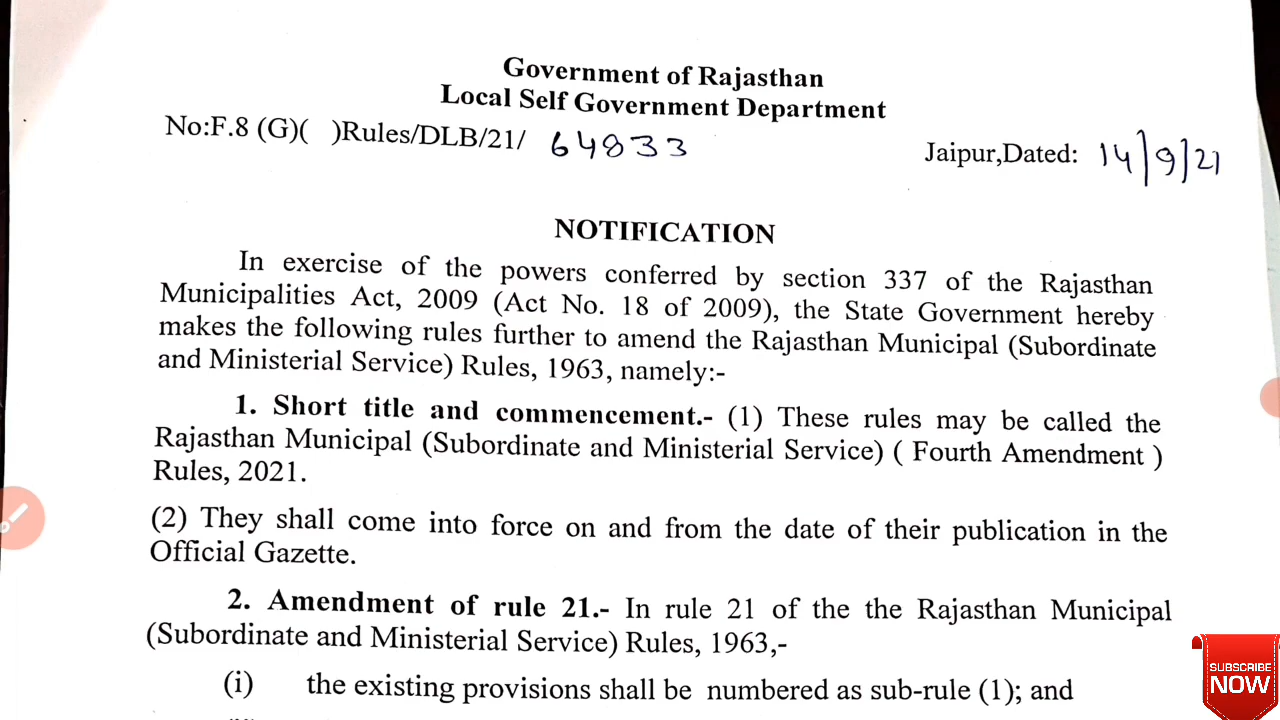 Government of Rajasthan
Local Self Government Department
No:F.8 (G)( )Rules/DLB/21/ 64833
Jaipur,Dated: 14/9/21
NOTIFICATION
In exercise of the powers conferred by section 337 of the Rajasthan
Municipalities Act, 2009 (Act No. 18 of 2009), the State Government hereby
makes the following rules further to amend the Rajasthan Municipal (Subordinate
and Ministerial Service) Rules, 1963, namely:-
1. Short title and commencement.- (1) These rules may be called the
Rajasthan Municipal (Subordinate and Ministerial Service) ( Fourth Amendment )
Rules, 2021.
(2) They shall come into force on and from the date of their publication in the
Official Gazette.
2. Amendment of rule 21.- In rule 21 of the the Rajasthan Municipal
(Subordinate and Ministerial Service) Rules, 1963,-
(i) the existing provisions shall be numbered as sub-rule (1); and
SUBSCRIBE
NOW